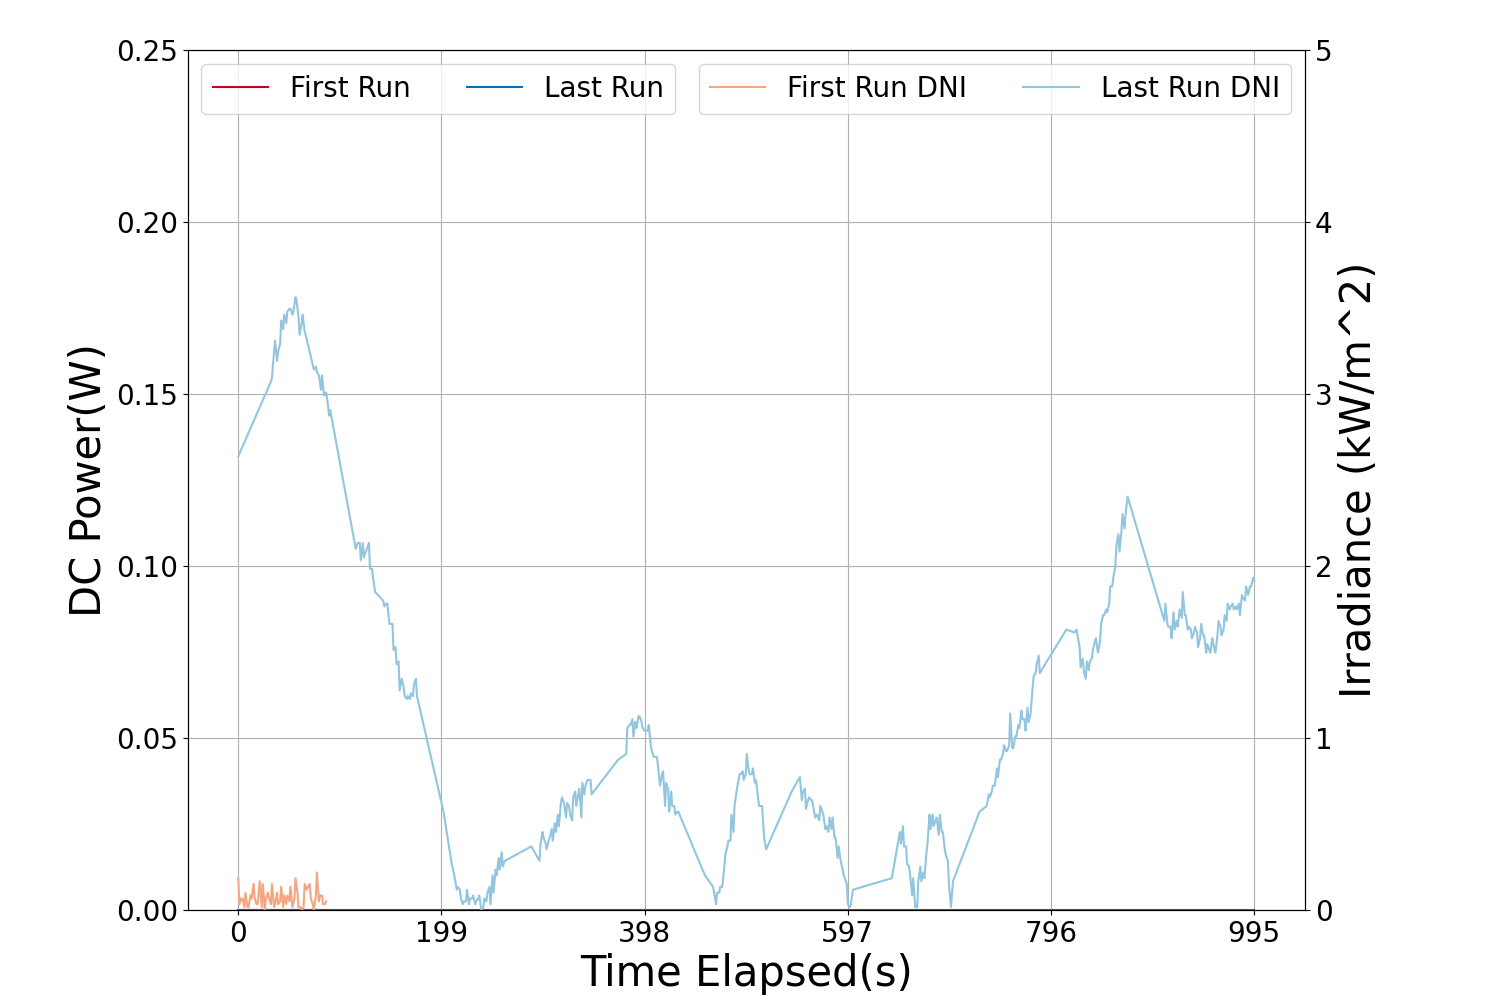 First Run
Last Run
First Run DNI
Last Run DNI
0.25
0.20
0.15
0.10
0.05
0.00
DC Power(W)
5
4
3
2
1
0
Irradiance (kW/m^2)
0 199 398 597 796 995
Time Elapsed(s)